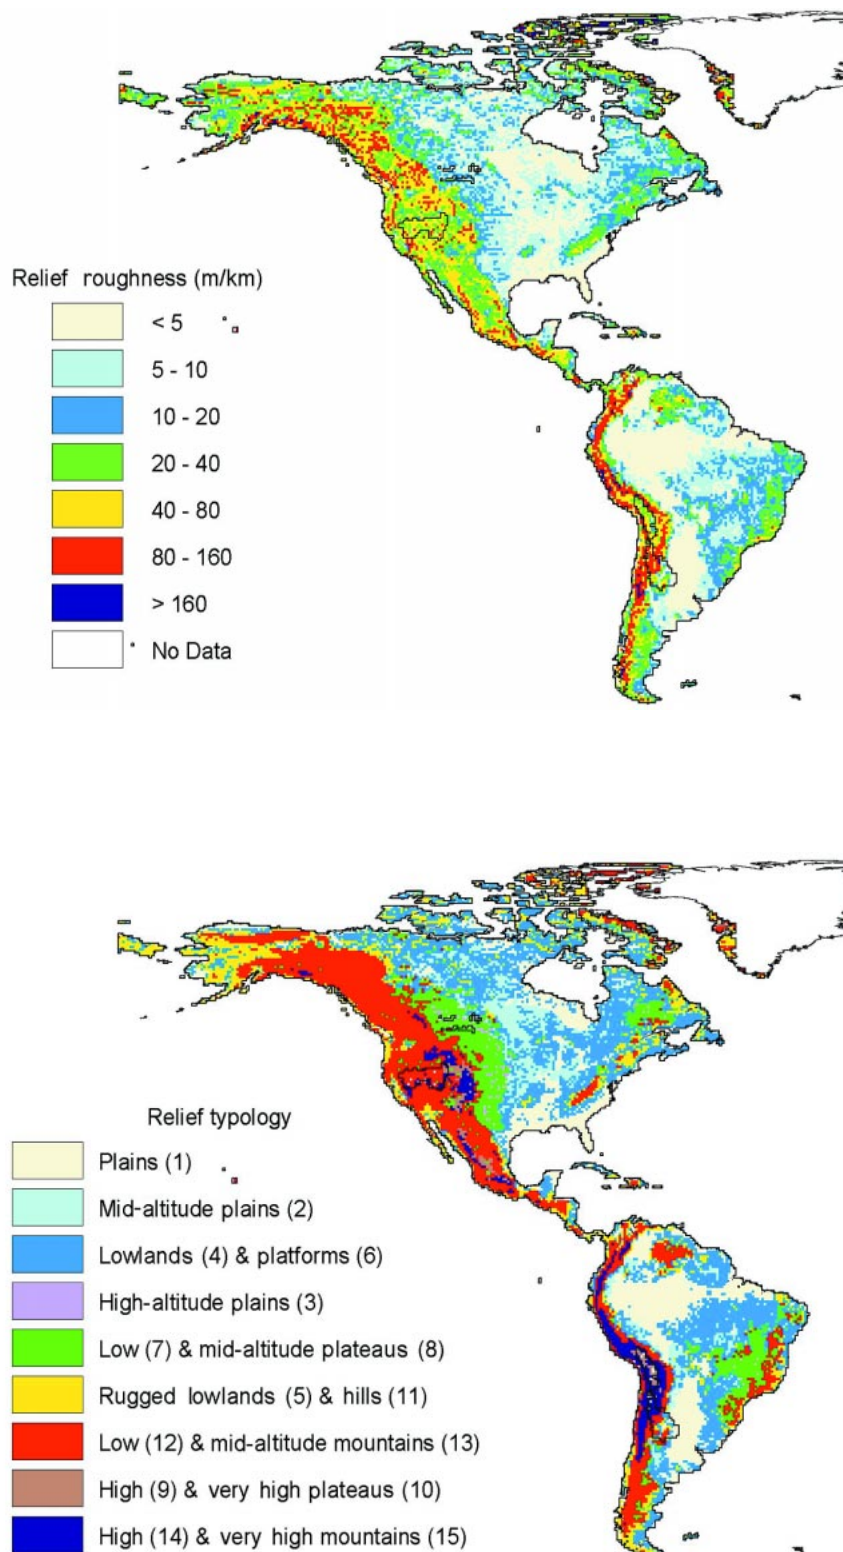 Relief roughness (m/km)
< 5
5 - 10
10 - 20
20 - 40
40 - 80
80 - 160
> 160
No Data
Relief typology
Plains (1)
Mid-altitude plains (2)
Lowlands (4) & platforms (6)
High-altitude plains (3)
Low (7) & mid-altitude plateaus (8)
Rugged lowlands (5) & hills (11)
Low (12) & mid-altitude mountains (13)
High (9) & very high plateaus (10)
High (14) & very high mountains (15)